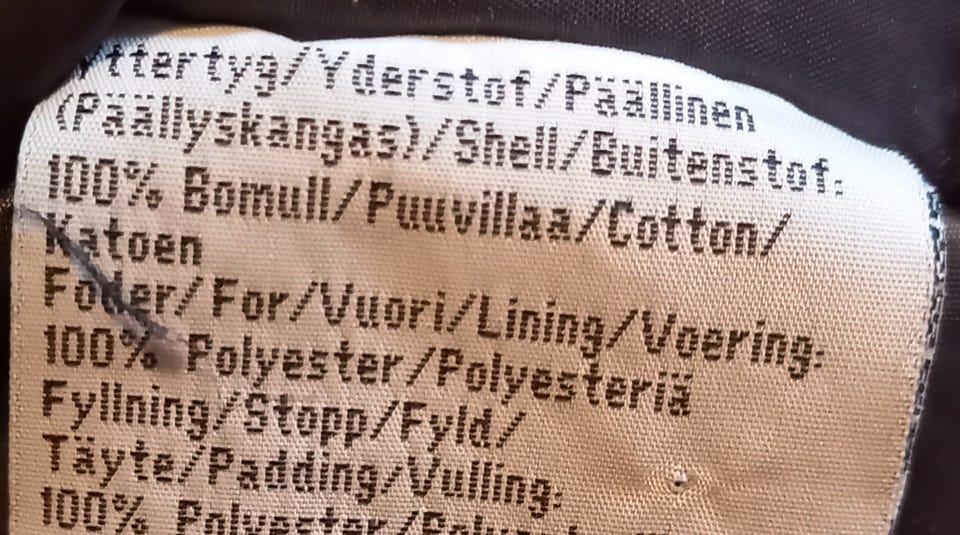 Yttertyg/Yderstof/Päällinen
(Päällyskangas)/Shell/Buitenstof:
100% Bomull/Puuvillaa/Cotton/
Katoen
Foder/For/Vuori/Lining/Voering:
100% Polyester/Polyesteriä
Fyllning/Stopp/Fyld/
Täyte/Padding/Vulling:
100% Polyester/